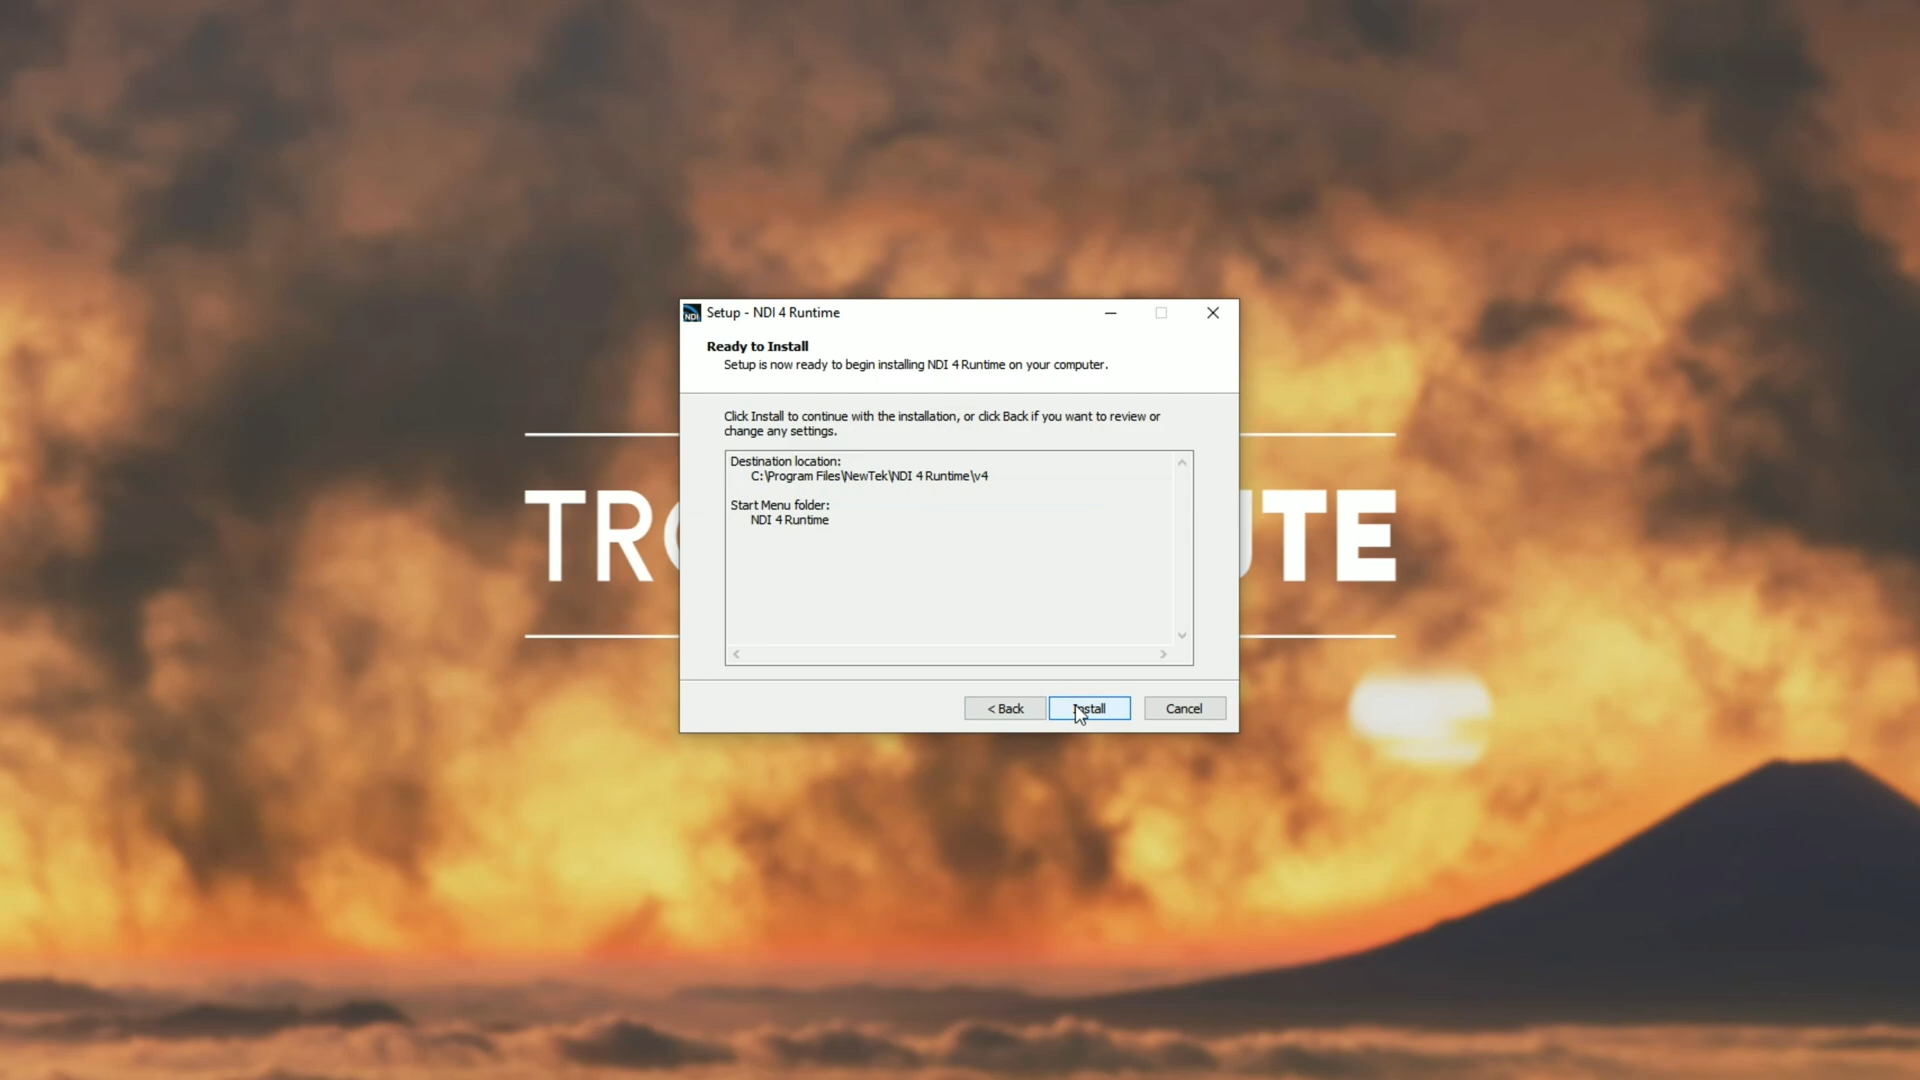 NDI
Setup - NDI 4 Runtime
Ready to Install
Setup is now ready to begin installing NDI 4 Runtime on your computer.
Click Install to continue with the installation, or click Back if you want to review or
change any settings.
Destination location:
C:\Program Files\NewTek\NDI 4 Runtime\v4
Start Menu folder:
NDI 4 Runtime
TR
UTE
< Back
Install
Cancel